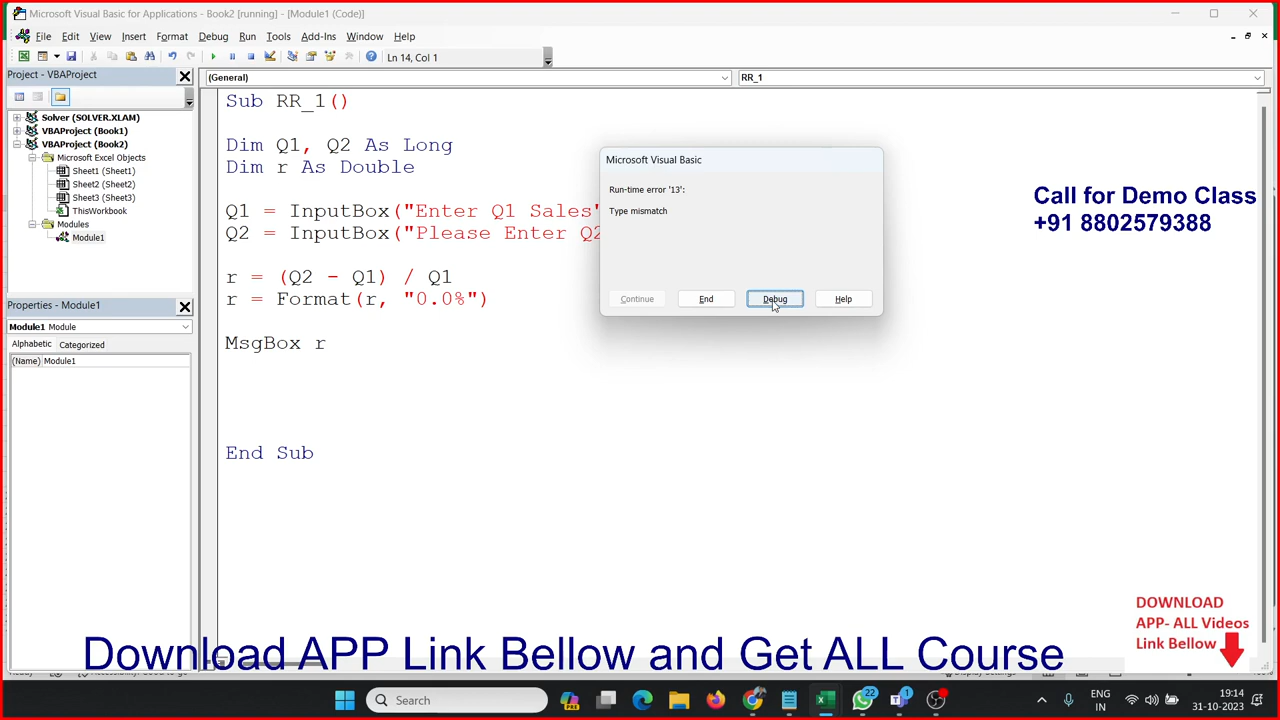 Microsoft Visual Basic for Applications - Book2 [running] - [Module1 (Code)]
File Edit View Insert Format Debug Run Tools Add-Ins Window Help
Ln 14, Col 1
Project - VBAProject
(General)
RR_1
Solver (SOLVER.XLAM)
VBAProject (Book1)
VBAProject (Book2)
Microsoft Excel Objects
Sheet1 (Sheet1)
Sheet2 (Sheet2)
Sheet3 (Sheet3)
ThisWorkbook
Modules
Module1
Properties - Module1
Module1 Module
Alphabetic Categorized
(Name) Module1
Sub RR_1()
Dim Q1, Q2 As Long
Dim r As Double
Q1 = InputBox("Enter Q1 Sales"
Q2 = InputBox("Please Enter Q2
r = (Q2 - Q1) / Q1
r = Format(r, "0.0%")
MsgBox r
End Sub
Microsoft Visual Basic
Run-time error '13':
Type mismatch
Continue End Debug Help
Call for Demo Class
+91 8802579388
DOWNLOAD
APP- ALL Videos
Link Bellow
Download APP Link Bellow and Get ALL Course
Search
PRE
22
1
ENG
IN
19:14
31-10-2023